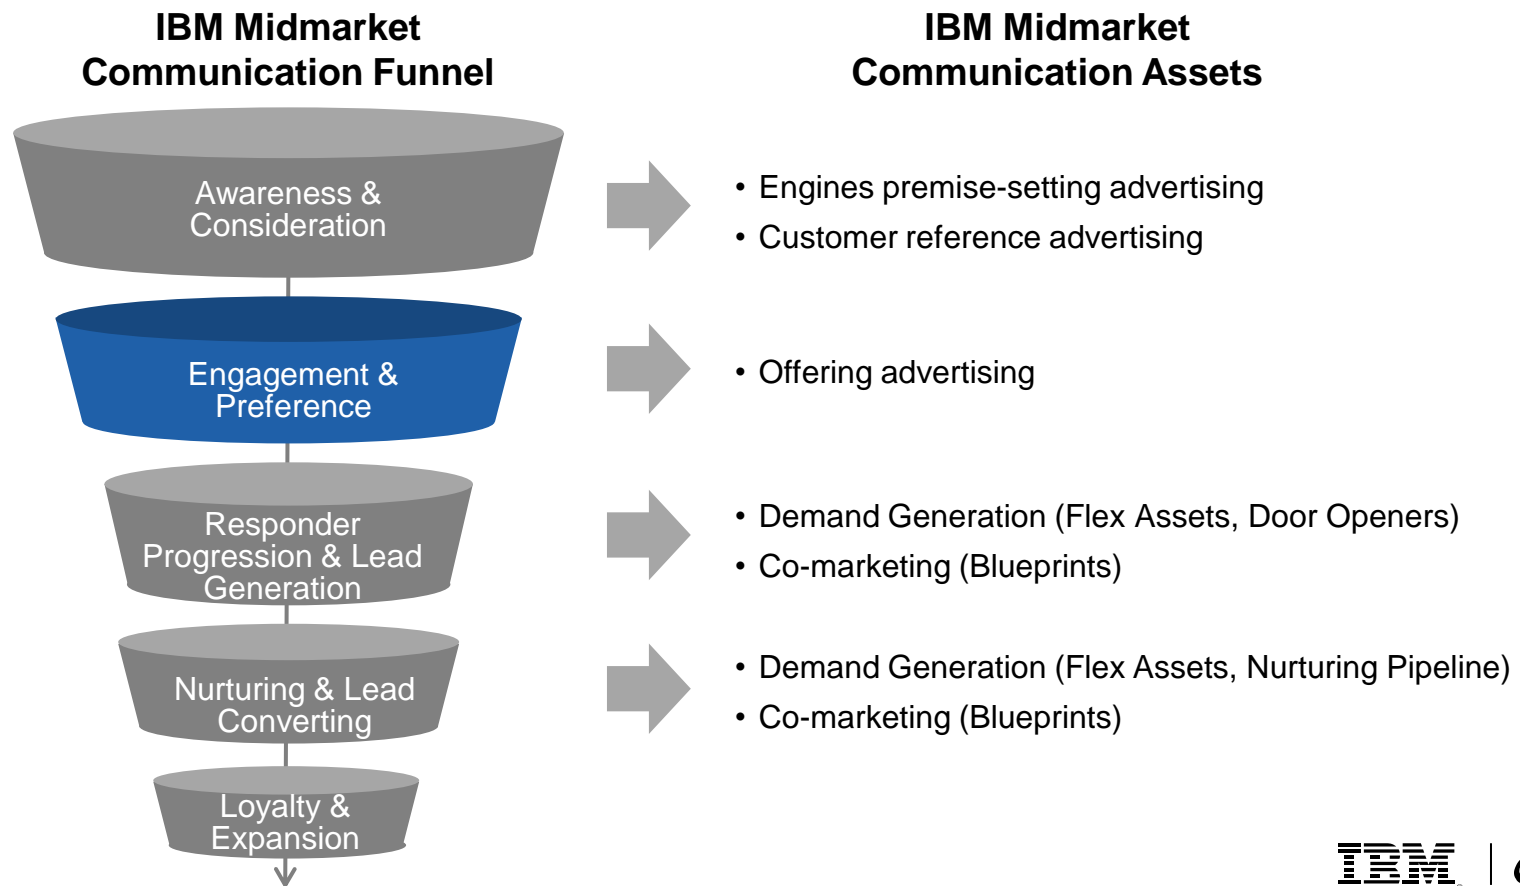 IBM Midmarket
Communication Funnel
IBM Midmarket
Communication Assets
Awareness &
Consideration
• Engines premise-setting advertising
• Customer reference advertising
Engagement &
Preference
• Offering advertising
Responder
Progression & Lead
Generation
• Demand Generation (Flex Assets, Door Openers)
• Co-marketing (Blueprints)
Nurturing & Lead
Converting
• Demand Generation (Flex Assets, Nurturing Pipeline)
• Co-marketing (Blueprints)
Loyalty &
Expansion
IBM